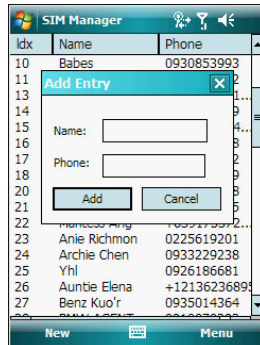 SIM Manager
Idx Name Phone
10 Babes 0930853993
11
Add Entry
12
13
14
15
Name:
16
17
Phone:
18
19
20
Add Cancel
21
22
23 Anie Richmon 0225619201
24 Archie Chen 0933229238
25 Yhl 0926186681
26 Auntie Elena +1213623689
27 Benz Kuo'r 0935014364
New Menu